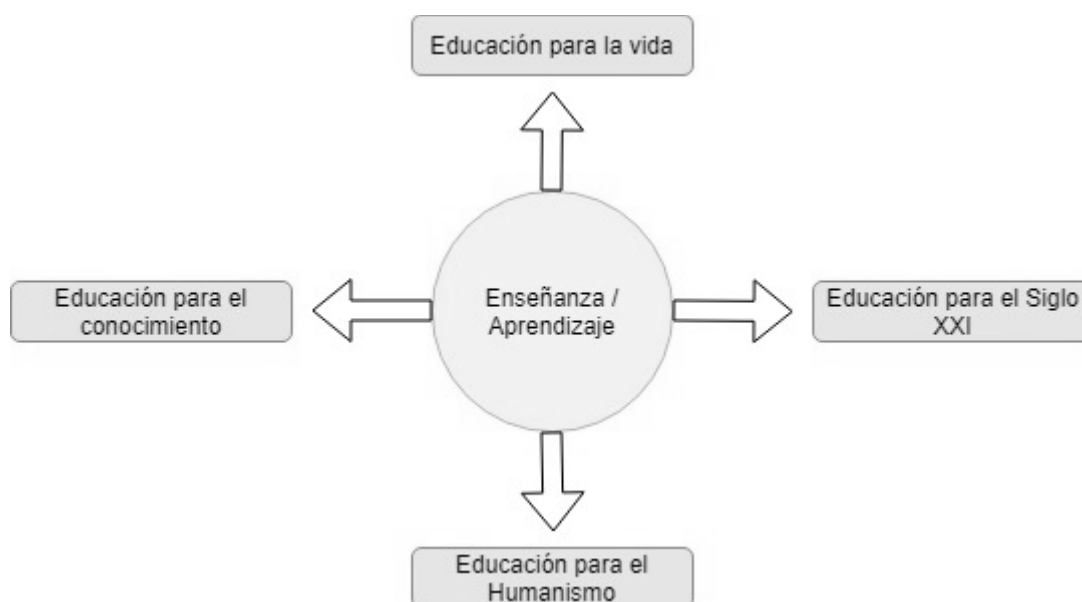 Educación para la vida
Educación para el
conocimiento
Enseñanza /
Aprendizaje
Educación para el Siglo
XXI
Educación para el
Humanismo